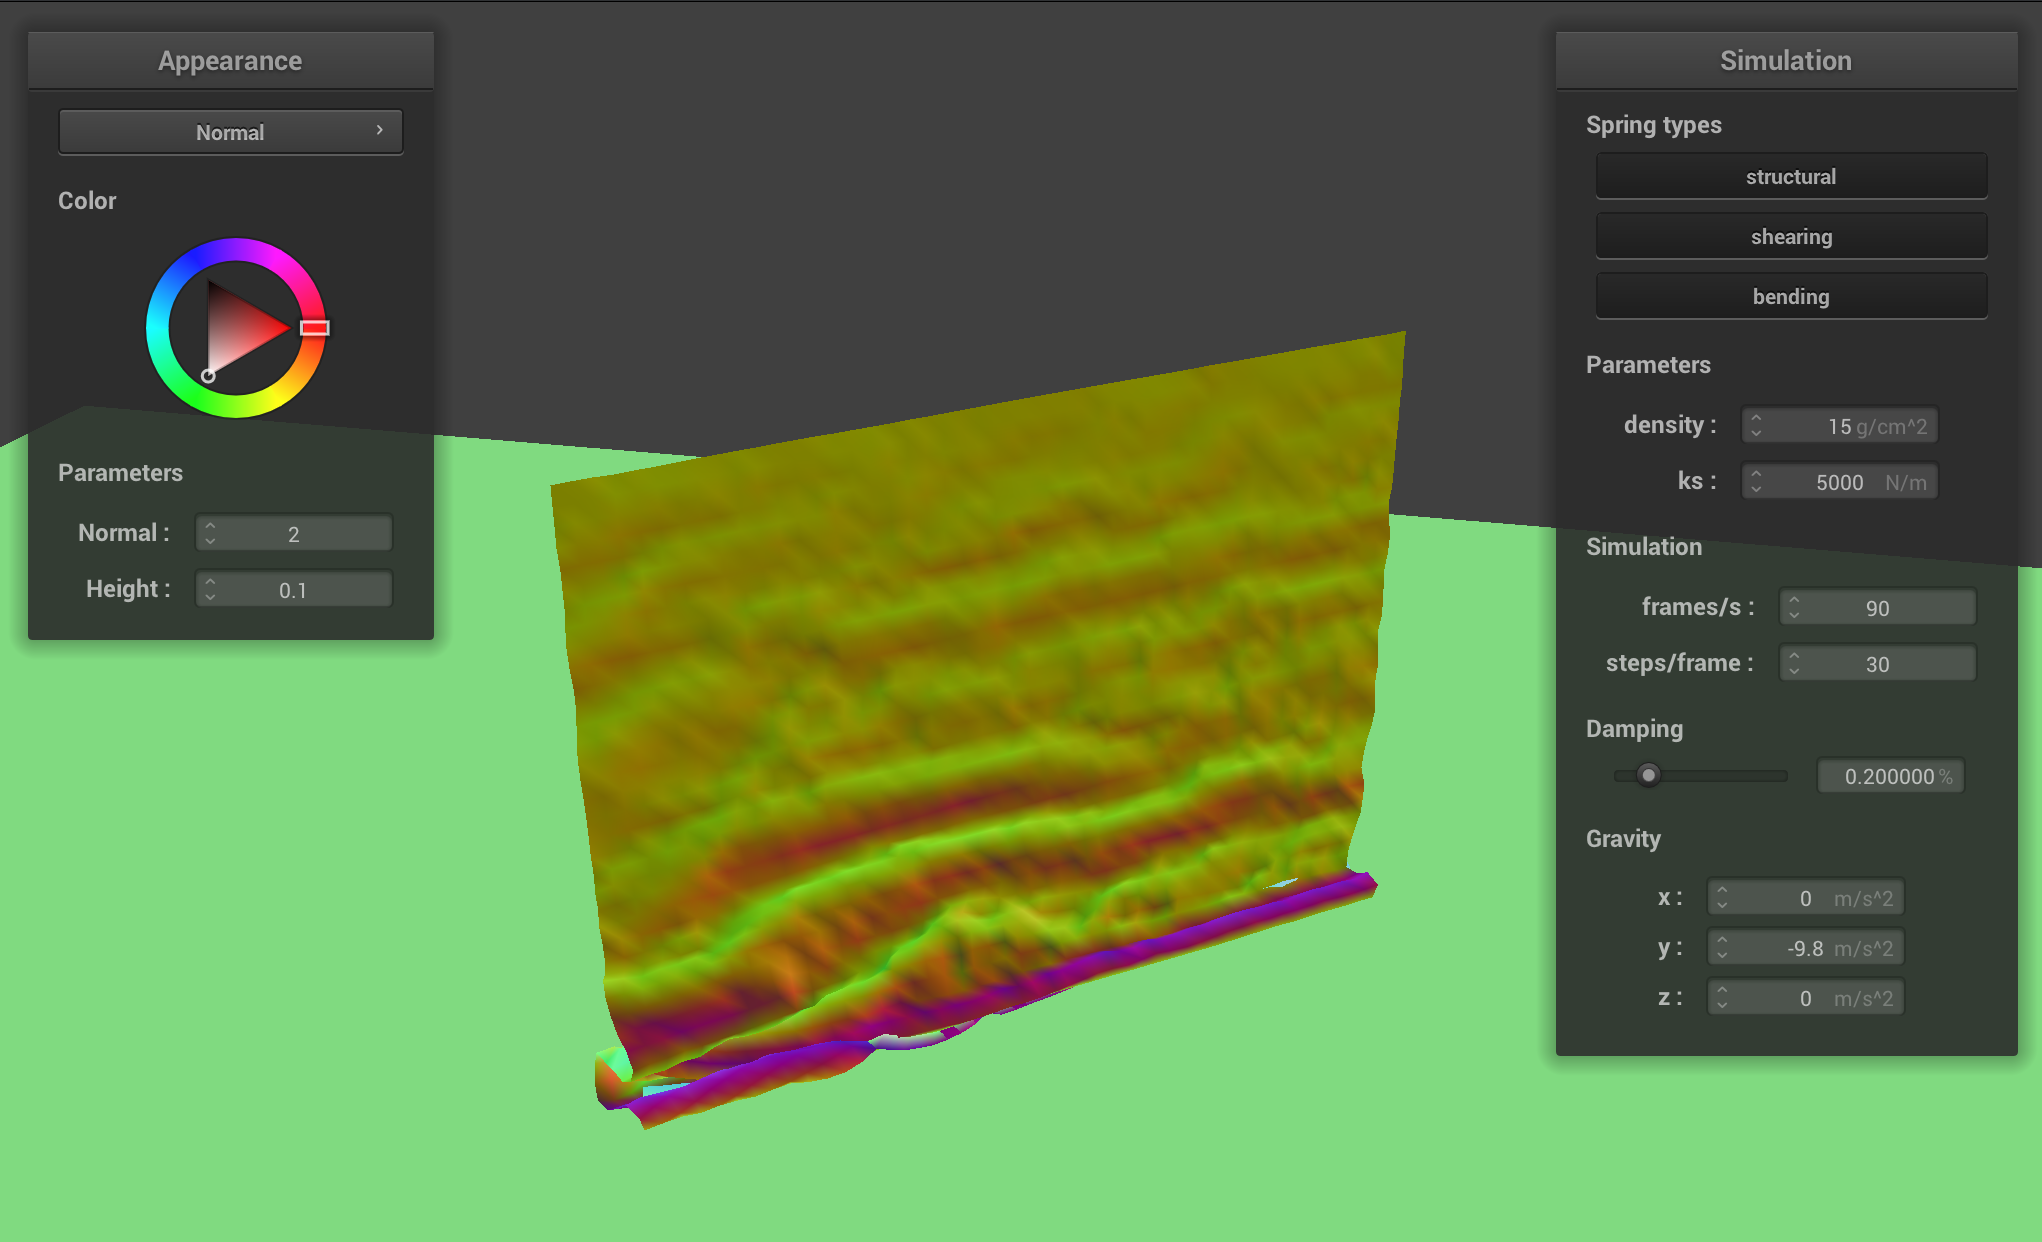 Appearance
Normal
Color
Parameters
Normal : 2
Height : 0.1
Simulation
Spring types
structural
shearing
bending
Parameters
density : 15 g/cm^2
ks : 5000 N/m
Simulation
frames/s : 90
steps/frame : 30
Damping
0.200000 %
Gravity
x : 0 m/s^2
y : -9.8 m/s^2
z : 0 m/s^2